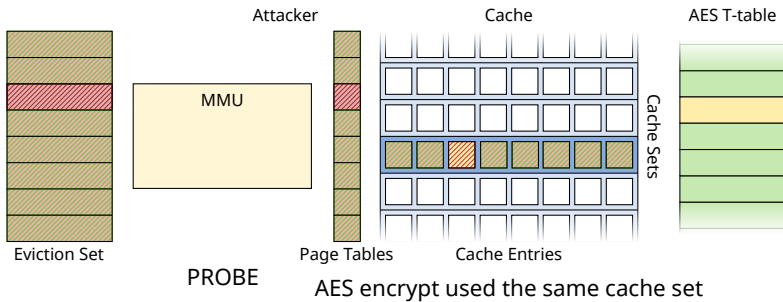 Attacker
Cache
AES T-table
MMU
Cache Sets
Eviction Set
Page Tables
Cache Entries
PROBE
AES encrypt used the same cache set